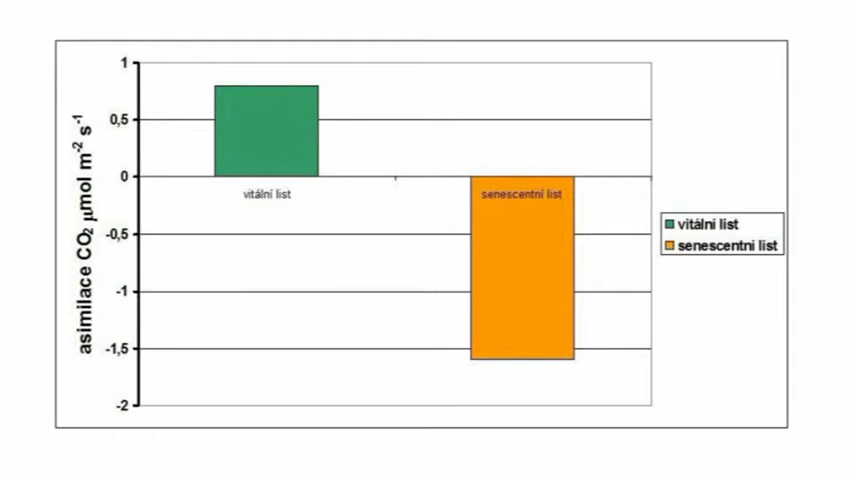 asimilace CO₂ µmol m⁻² s⁻¹
1
0,5
0
-0,5
-1
-1,5
-2
vitální list
senescentní list
vitální list
senescentní list